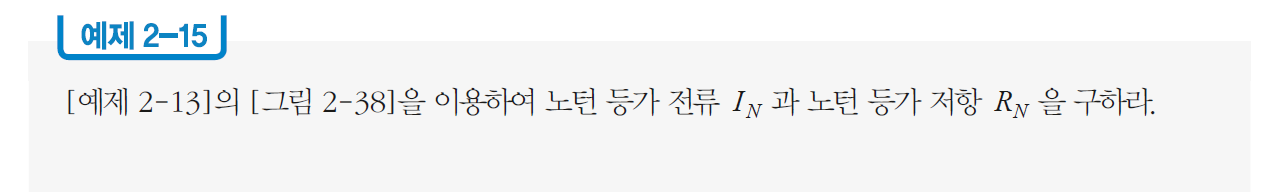 예제 2-15
[예제 2-13]의 [그림 2-38]을 이용하여 노턴 등가 전류 I_N 과 노턴 등가 저항 R_N 을 구하라.